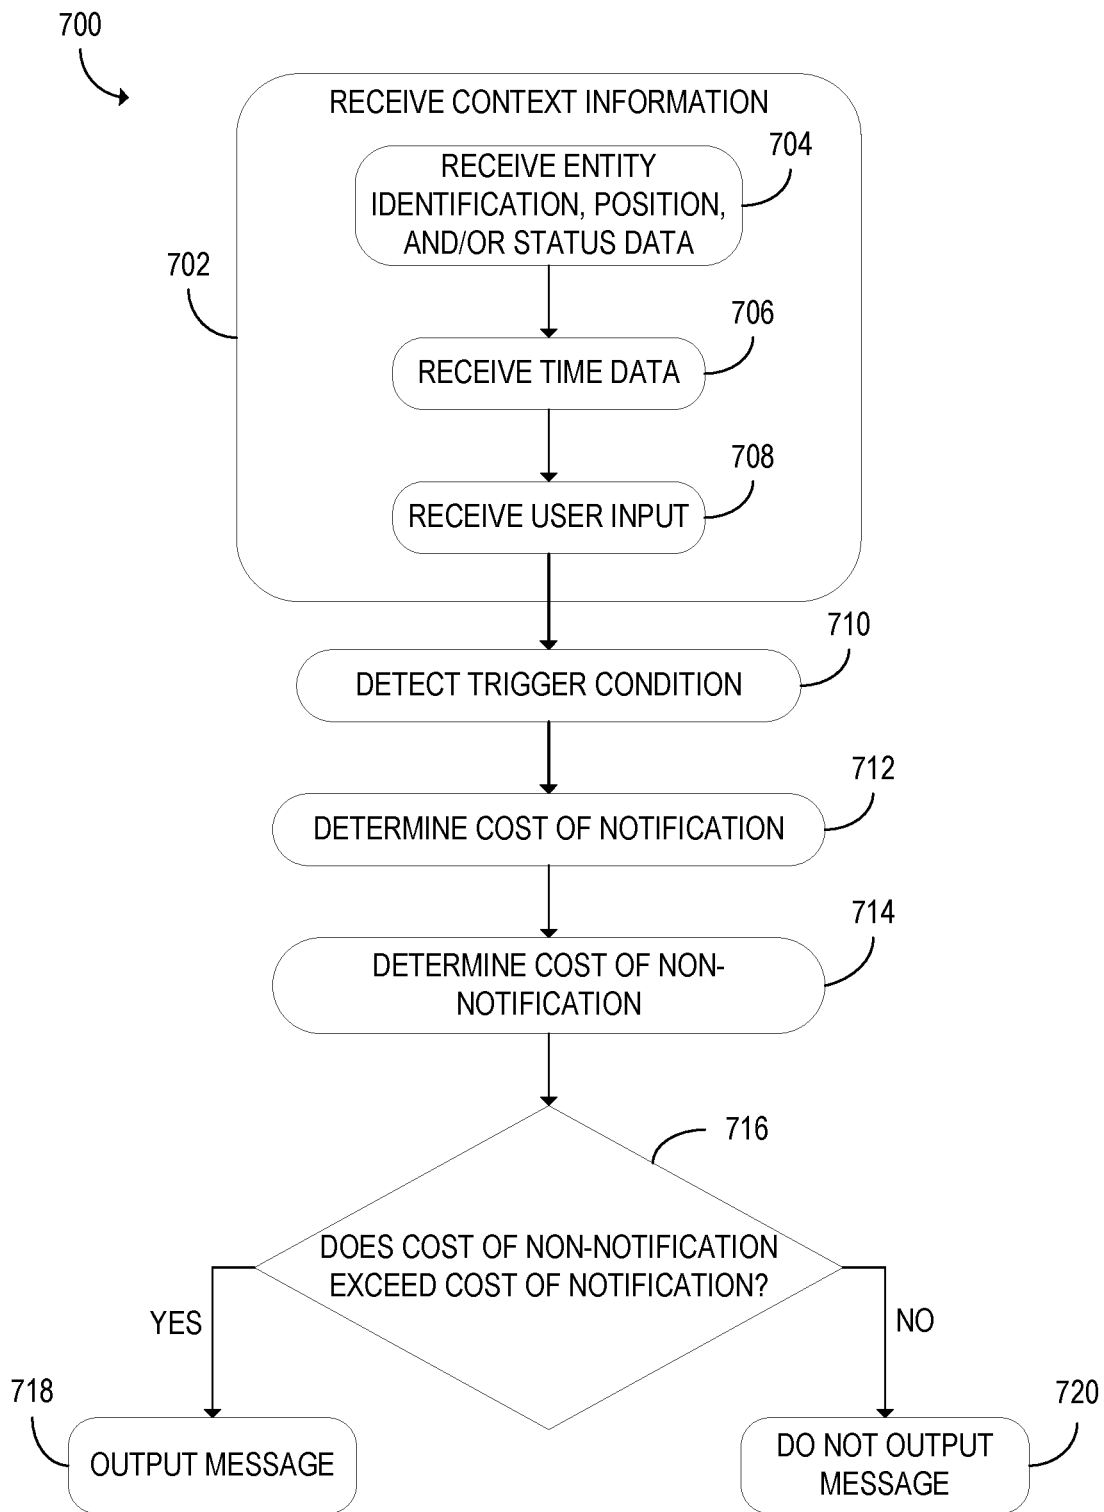 700
RECEIVE CONTEXT INFORMATION
704
RECEIVE ENTITY
IDENTIFICATION, POSITION,
AND/OR STATUS DATA
702
706
RECEIVE TIME DATA
708
RECEIVE USER INPUT
710
DETECT TRIGGER CONDITION
712
DETERMINE COST OF NOTIFICATION
714
DETERMINE COST OF NON-
NOTIFICATION
716
DOES COST OF NON-NOTIFICATION
EXCEED COST OF NOTIFICATION?
YES
NO
718
OUTPUT MESSAGE
720
DO NOT OUTPUT
MESSAGE